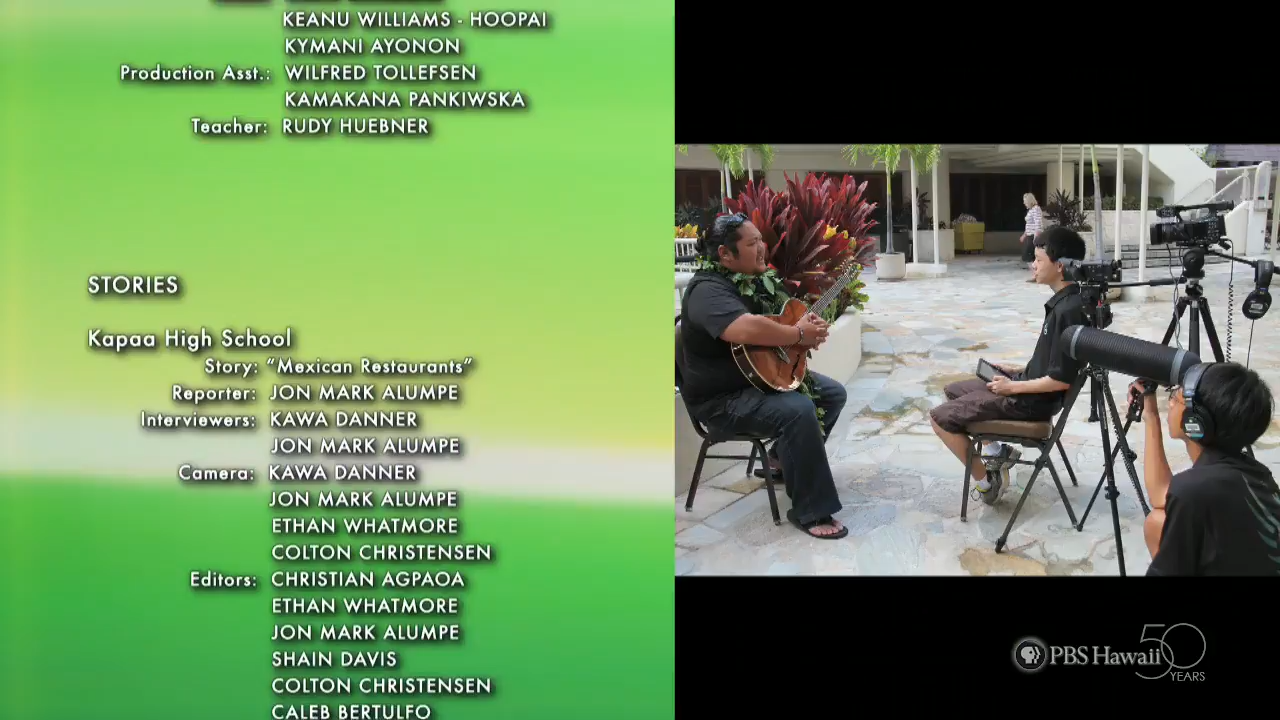 KEANU WILLIAMS - HOOPAI
KYMANI AYONON
Production Asst.: WILFRED TOLLEFSEN
KAMAKANA PANKIWSKA
Teacher: RUDY HUEBNER
STORIES
Kapaa High School
Story: “Mexican Restaurants”
Reporter: JON MARK ALUMPE
Interviewers: KAWA DANNER
JON MARK ALUMPE
Camera: KAWA DANNER
JON MARK ALUMPE
ETHAN WHATMORE
COLTON CHRISTENSEN
Editors: CHRISTIAN AGPAOA
ETHAN WHATMORE
JON MARK ALUMPE
SHAIN DAVIS
COLTON CHRISTENSEN
CALEB BERTULFO
PBS Hawaii 50
YEARS